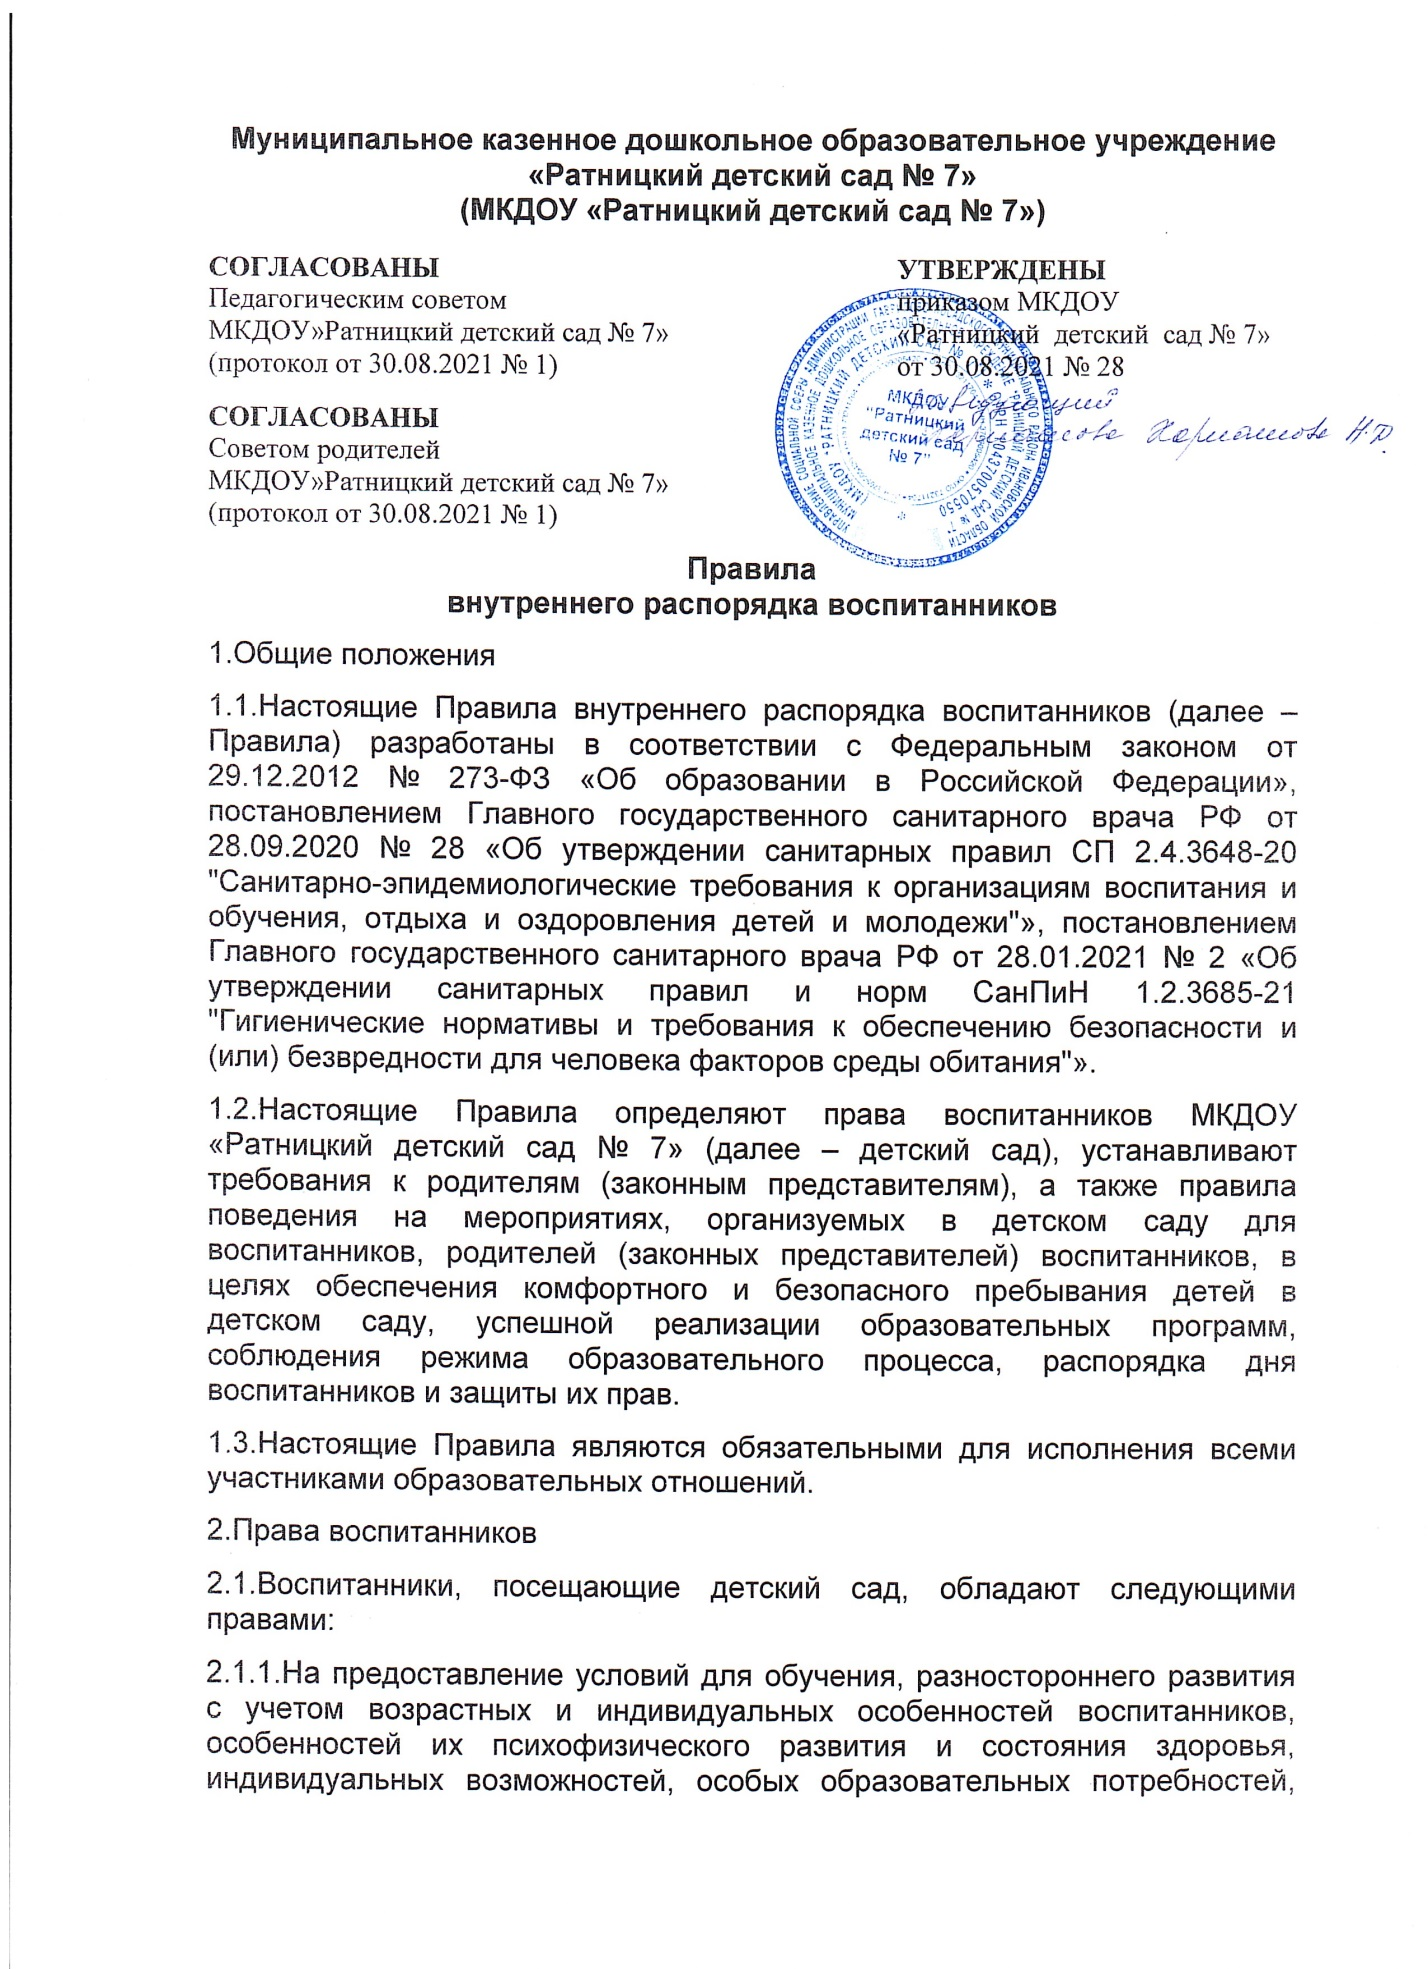 Муниципальное казенное дошкольное образовательное учреждение
«Ратницкий детский сад № 7»
(МКДОУ «Ратницкий детский сад № 7»)
СОГЛАСОВАНЫ
Педагогическим советом
МКДОУ»Ратницкий детский сад № 7»
(протокол от 30.08.2021 № 1)
СОГЛАСОВАНЫ
Советом родителей
МКДОУ»Ратницкий детский сад № 7»
(протокол от 30.08.2021 № 1)
УТВЕРЖДЕНЫ
приказом МКДОУ
«Ратницкий детский сад № 7»
от 30.08.2021 № 28
МКДОУ
"Ратницкий
детский сад
№ 7"
Правила
внутреннего распорядка воспитанников
1.Общие положения
1.1.Настоящие Правила внутреннего распорядка воспитанников (далее –
Правила) разработаны в соответствии с Федеральным законом от
29.12.2012 № 273-ФЗ «Об образовании в Российской Федерации»,
постановлением Главного государственного санитарного врача РФ от
28.09.2020 № 28 «Об утверждении санитарных правил СП 2.4.3648-20
"Санитарно-эпидемиологические требования к организациям воспитания и
обучения, отдыха и оздоровления детей и молодежи"», постановлением
Главного государственного санитарного врача РФ от 28.01.2021 № 2 «Об
утверждении санитарных правил и норм СанПиН 1.2.3685-21
"Гигиенические нормативы и требования к обеспечению безопасности и
(или) безвредности для человека факторов среды обитания"».
1.2.Настоящие Правила определяют права воспитанников МКДОУ
«Ратницкий детский сад № 7» (далее – детский сад), устанавливают
требования к родителям (законным представителям), а также правила
поведения на мероприятиях, организуемых в детском саду для
воспитанников, родителей (законных представителей) воспитанников, в
целях обеспечения комфортного и безопасного пребывания детей в
детском саду, успешной реализации образовательных программ,
соблюдения режима образовательного процесса, распорядка дня
воспитанников и защиты их прав.
1.3.Настоящие Правила являются обязательными для исполнения всеми
участниками образовательных отношений.
2.Права воспитанников
2.1.Воспитанники, посещающие детский сад, обладают следующими
правами:
2.1.1.На предоставление условий для обучения, разностороннего развития
с учетом возрастных и индивидуальных особенностей воспитанников,
особенностей их психофизического развития и состояния здоровья,
индивидуальных возможностей, особых образовательных потребностей,